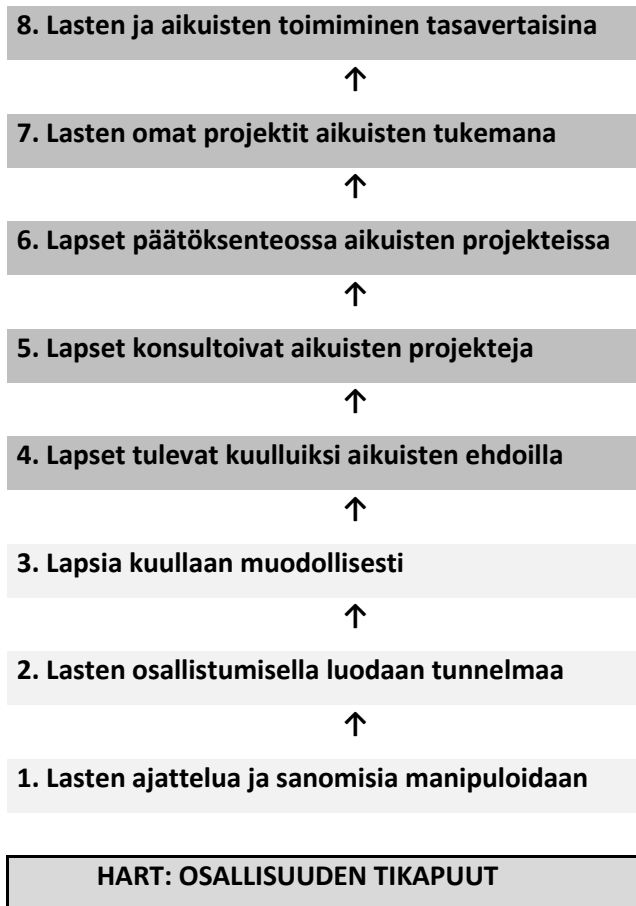 8. Lasten ja aikuisten toimiminen tasavertaisina
↑
7. Lasten omat projektit aikuisten tukemana
↑
6. Lapset päätöksenteossa aikuisten projekteissa
↑
5. Lapset konsultoivat aikuisten projekteja
↑
4. Lapset tulevat kuulluiksi aikuisten ehdoilla
↑
3. Lapsia kuullaan muodollisesti
↑
2. Lasten osallistumisella luodaan tunnelmaa
↑
1. Lasten ajattelua ja sanomisia manipuloidaan
HART: OSALLISUUDEN TIKAPUUT